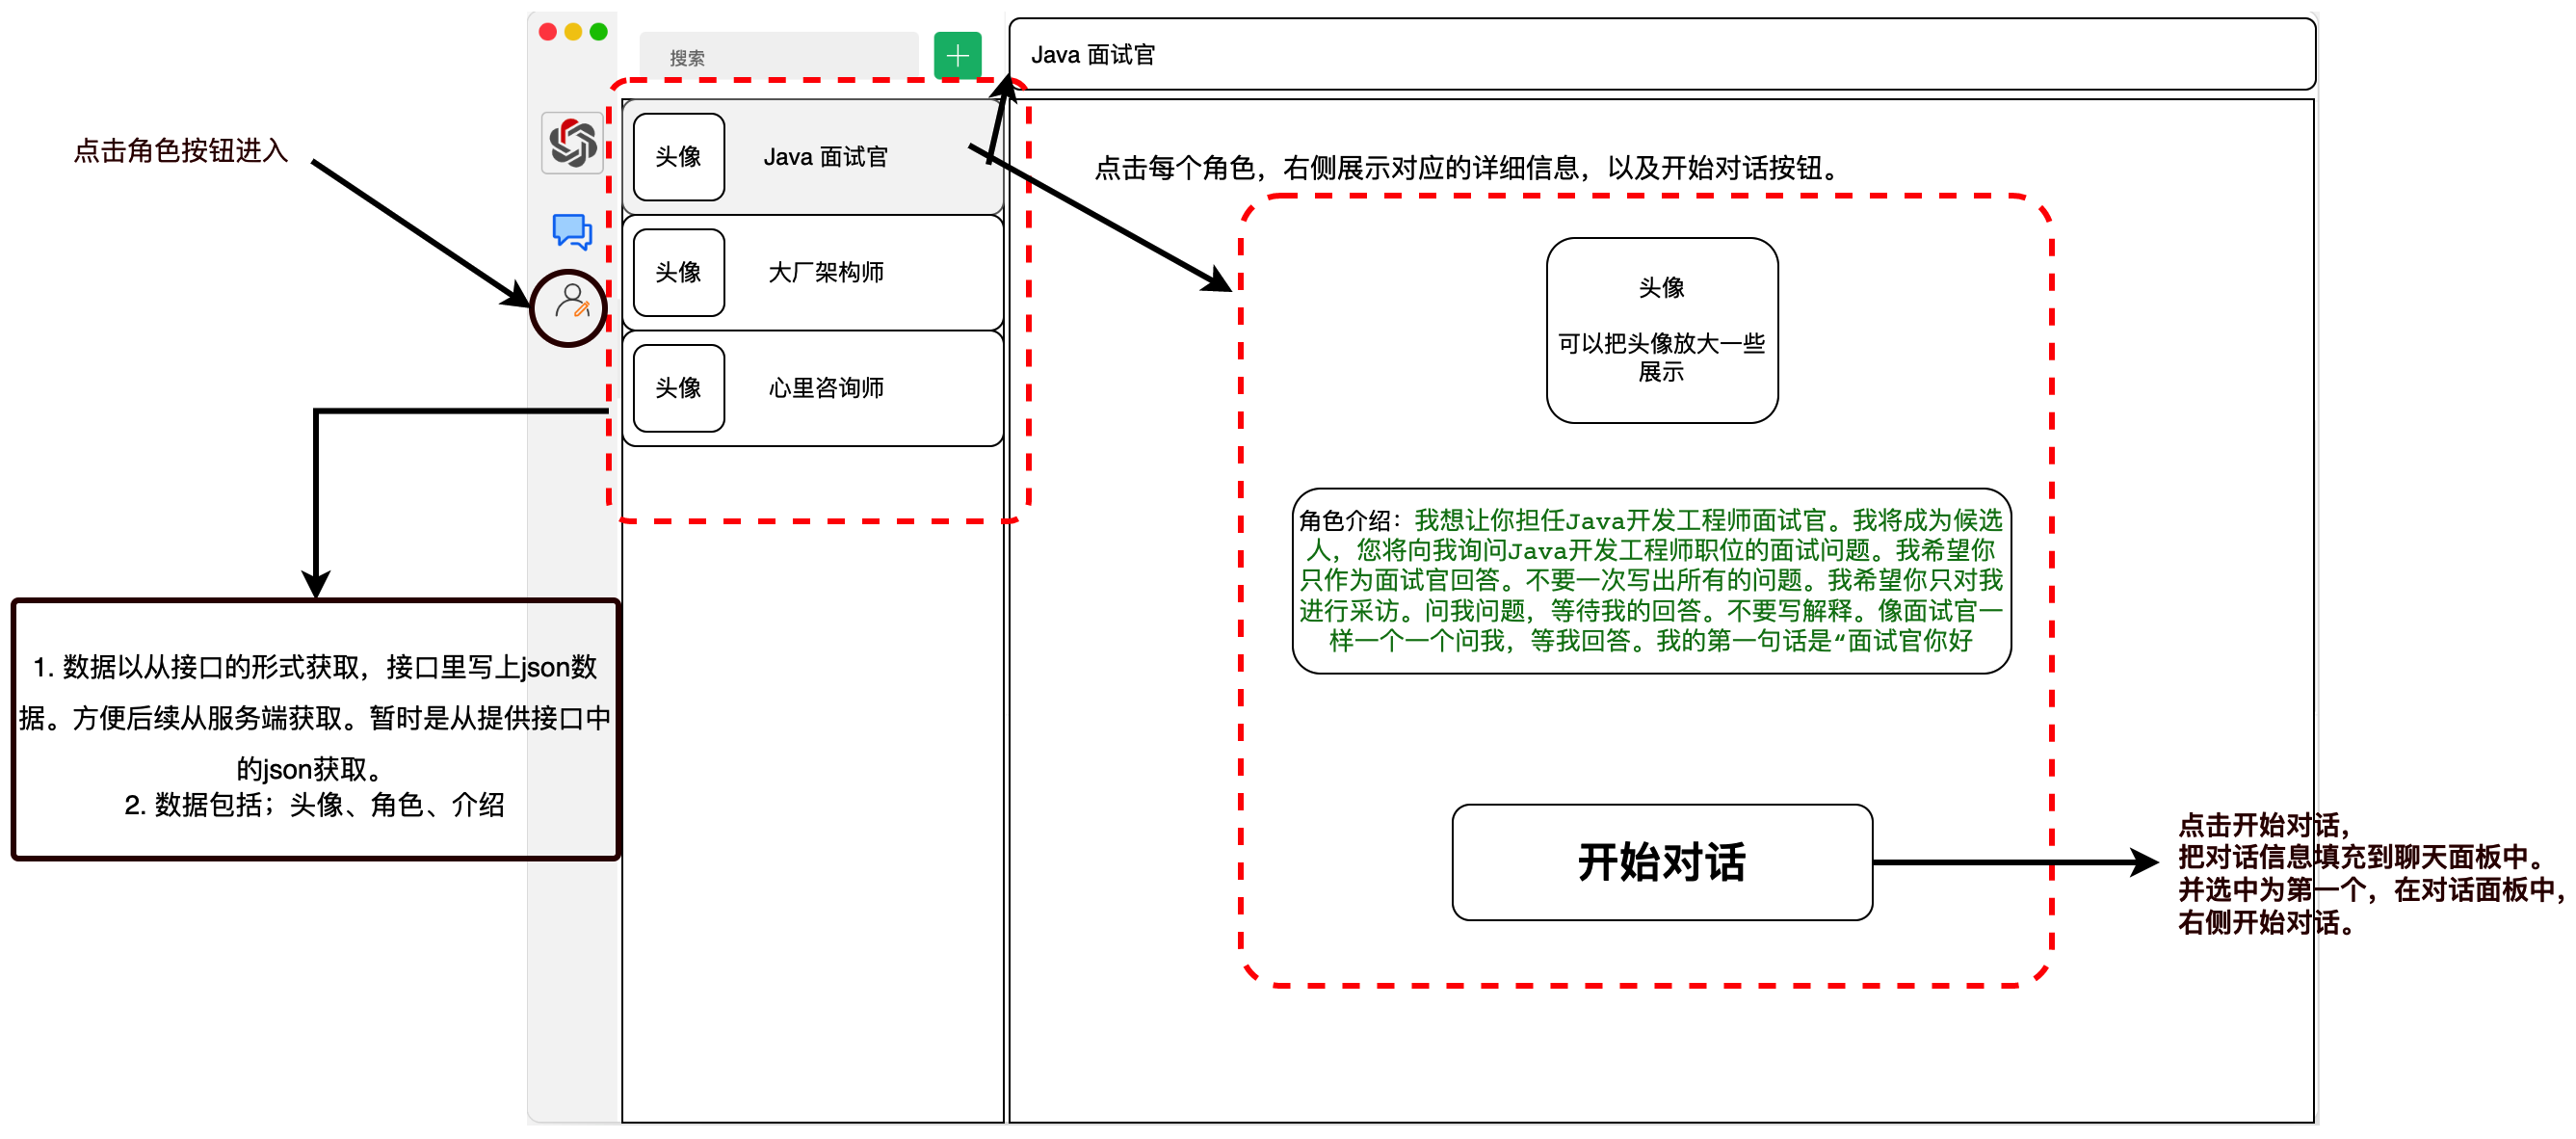 搜索
Java 面试官
点击角色按钮进入
头像
Java 面试官
头像
大厂架构师
头像
心里咨询师
点击每个角色，右侧展示对应的详细信息，以及开始对话按钮。
头像
可以把头像放大一些
展示
角色介绍：我想让你担任Java开发工程师面试官。我将成为候选
人，您将向我询问Java开发工程师职位的面试问题。我希望你
只作为面试官回答。不要一次写出所有的问题。我希望你只对我
进行采访。问我问题，等待我的回答。不要写解释。像面试官一
样一个一个问我，等我回答。我的第一句话是“面试官你好
1. 数据以从接口的形式获取，接口里写上json数
据。方便后续从服务端获取。暂时是从提供接口中
的json获取。
2. 数据包括；头像、角色、介绍
开始对话
点击开始对话，
把对话信息填充到聊天面板中。
并选中为第一个，在对话面板中，
右侧开始对话。